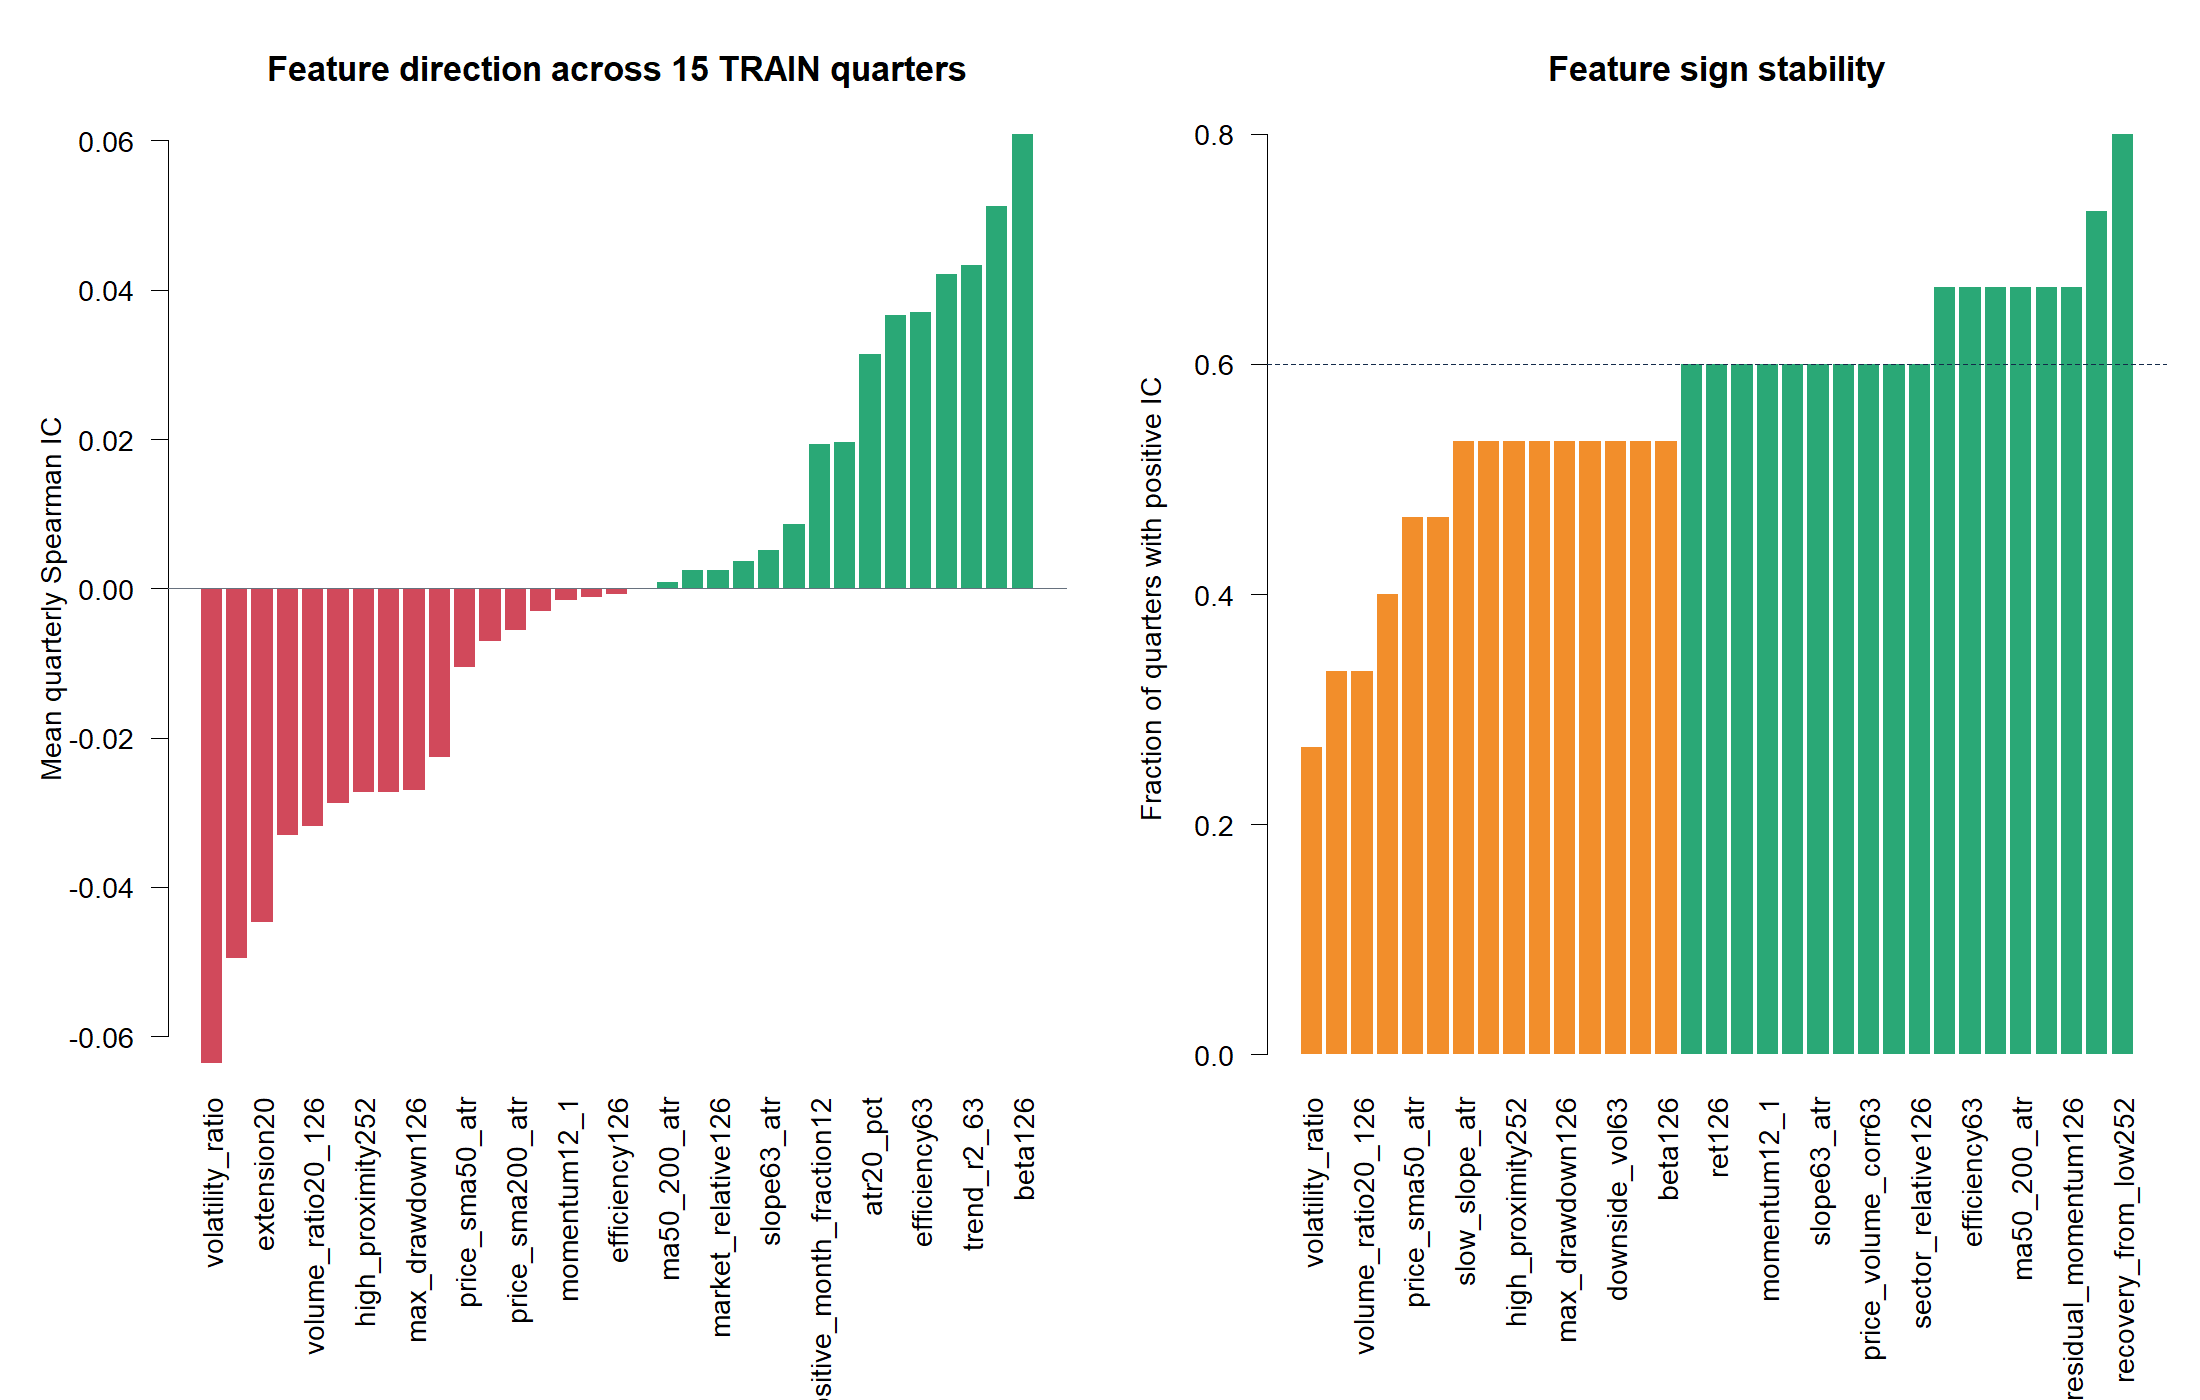 Feature direction across 15 TRAIN quarters
Mean quarterly Spearman IC
0.06
0.04
0.02
0.00
-0.02
-0.04
-0.06
volatility_ratio
extension20
volume_ratio20_126
high_proximity252
max_drawdown126
price_sma50_atr
price_sma200_atr
momentum12_1
efficiency126
ma50_200_atr
market_relative126
slope63_atr
ositive_month_fraction12
atr20_pct
efficiency63
trend_r2_63
beta126
Feature sign stability
Fraction of quarters with positive IC
0.8
0.6
0.4
0.2
0.0
volatility_ratio
volume_ratio20_126
price_sma50_atr
slow_slope_atr
high_proximity252
max_drawdown126
downside_vol63
beta126
ret126
momentum12_1
slope63_atr
price_volume_corr63
sector_relative126
efficiency63
ma50_200_atr
residual_momentum126
recovery_from_low252